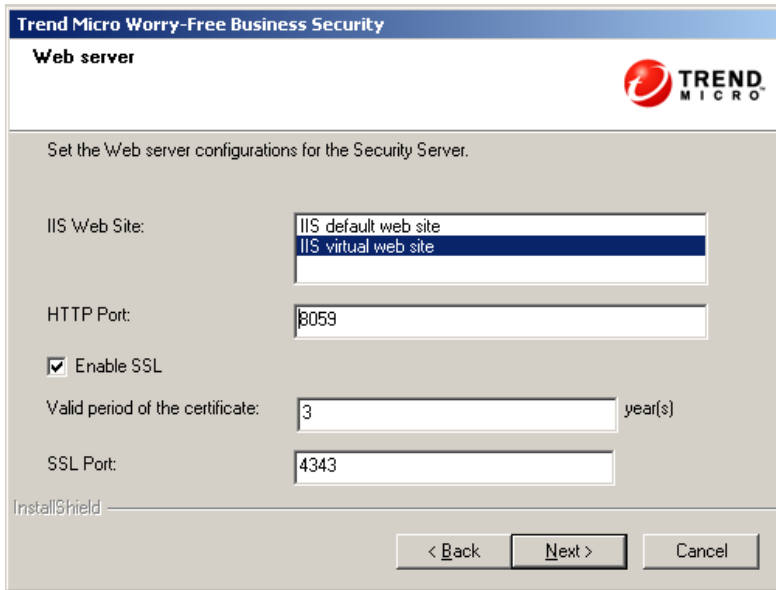 Trend Micro Worry-Free Business Security
Web server
TREND
MICRO™
Set the Web server configurations for the Security Server.
IIS Web Site:
IIS default web site
IIS virtual web site
HTTP Port:
8059
Enable SSL
Valid period of the certificate:
3
year(s)
SSL Port:
4343
InstallShield
< Back
Next >
Cancel